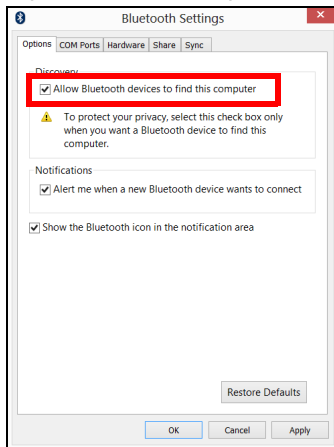 Bluetooth Settings
Options COM Ports Hardware Share Sync
Discovery
Allow Bluetooth devices to find this computer
To protect your privacy, select this check box only
when you want a Bluetooth device to find this
computer.
Notifications
Alert me when a new Bluetooth device wants to connect
Show the Bluetooth icon in the notification area
Restore Defaults
OK Cancel Apply